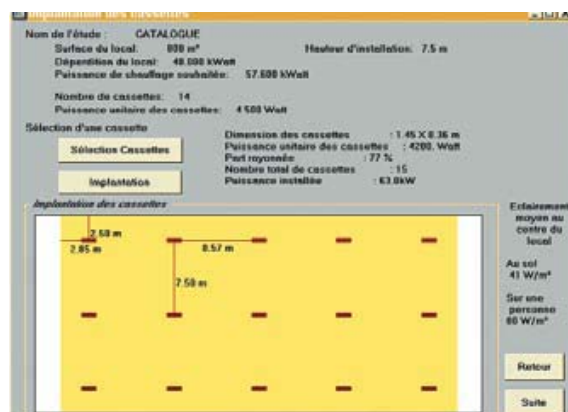 Implantation des cassettes
Nom de l'étude : CATALOGUE
Surface du local: 800 m² Hauteur d'installation: 7.5 m
Déperdition du local: 48.000 kWatt
Puissance de chauffage souhaitée: 57.600 kWatt
Nombre de cassettes: 14
Puissance unitaire des cassettes: 4 500 Watt
Sélection d'une cassette
Sélection Cassettes
Implantation
Dimension des cassettes : 1.45 X 0.36 m
Puissance unitaire des cassettes : 4200. Watt
Part rayonnée : 77 %
Nombre total de cassettes : 15
Puissance installée : 63.0kW
Implantation des cassettes
2.50 m
2.85 m
8.57 m
7.50 m
Eclairement
moyen au
centre du
local
Au sol
41 W/m²
Sur une
personne
60 W/m²
Retour
Suite